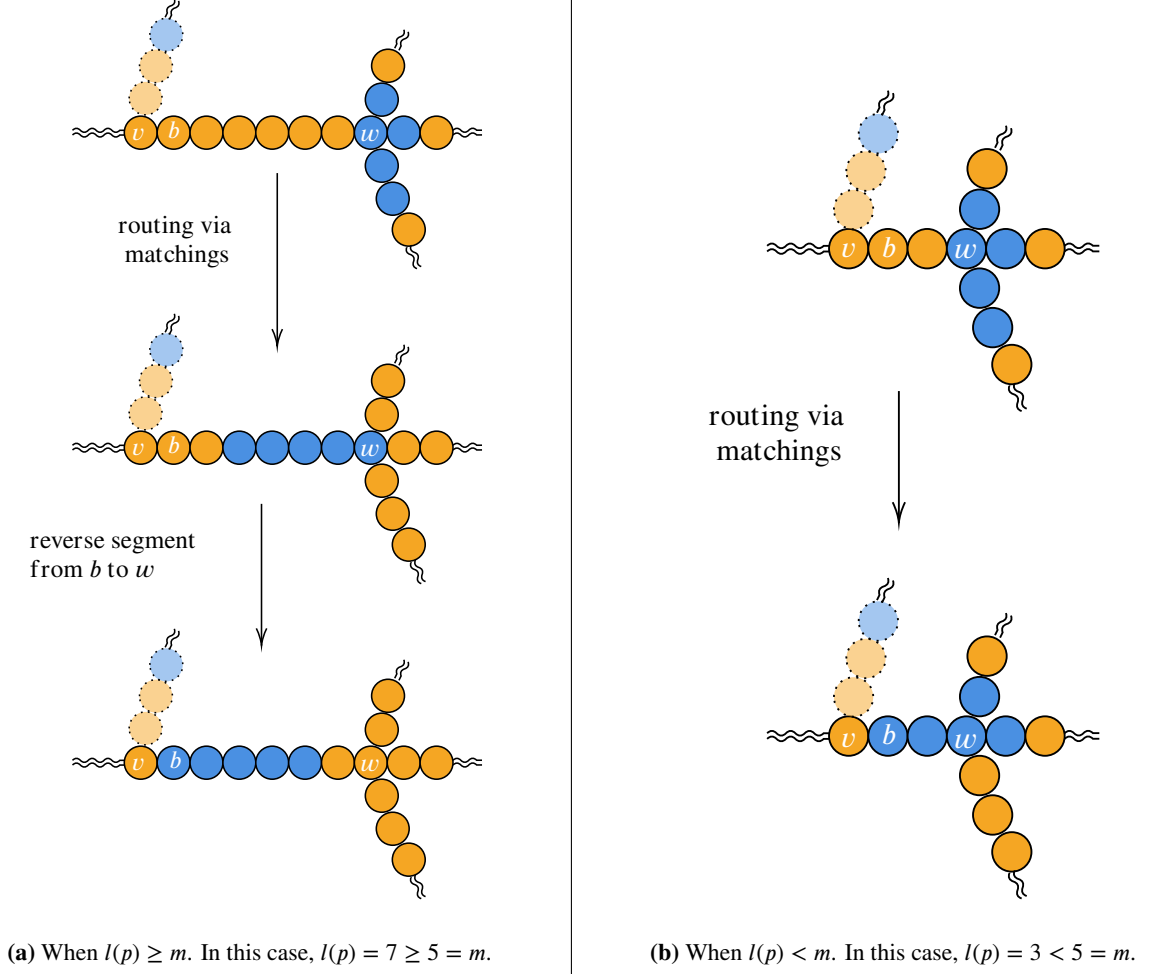 v b w
routing via
matchings
v b w
reverse segment
from b to w
v b w
(a) When l(p) ≥ m. In this case, l(p) = 7 ≥ 5 = m.
v b w
routing via
matchings
v b w
(b) When l(p) < m. In this case, l(p) = 3 < 5 = m.